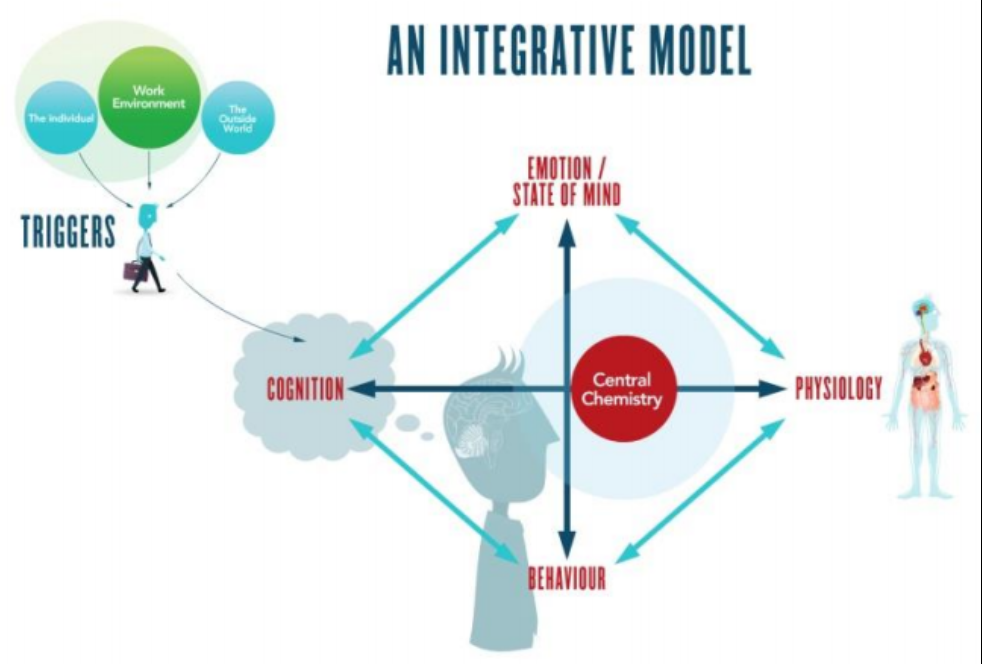 AN INTEGRATIVE MODEL
Work
Environment
The individual
The
Outside
World
TRIGGERS
EMOTION /
STATE OF MIND
COGNITION
Central
Chemistry
PHYSIOLOGY
BEHAVIOUR